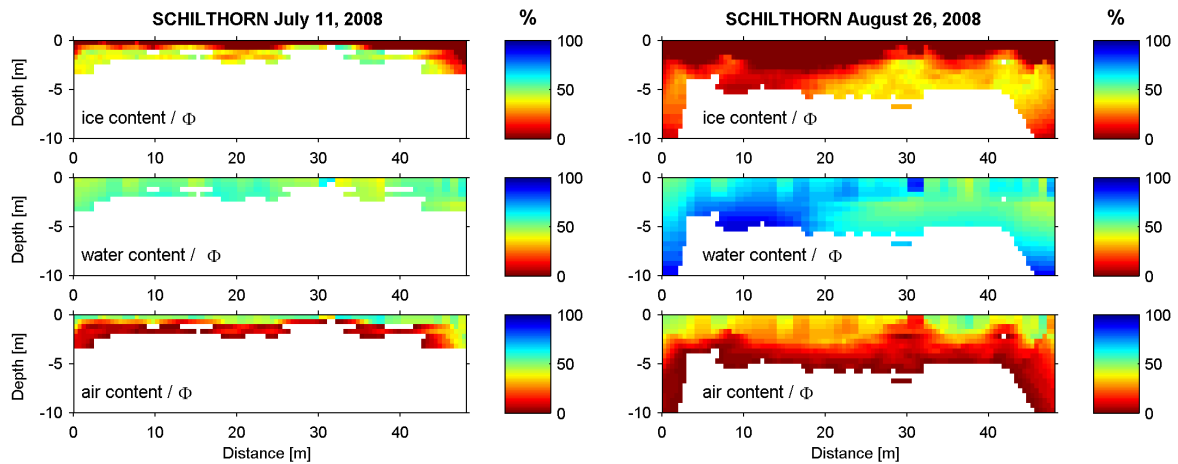 SCHILTHORN July 11, 2008 %
0 -5 -10
Depth [m]
0 10 20 30 40
ice content / Φ
100 50 0
0 -5 -10
Depth [m]
0 10 20 30 40
water content / Φ
100 50 0
0 -5 -10
Depth [m]
0 10 20 30 40
air content / Φ
100 50 0
Distance [m]
SCHILTHORN August 26, 2008 %
0 -5 -10
0 10 20 30 40
ice content / Φ
100 50 0
0 -5 -10
0 10 20 30 40
water content / Φ
100 50 0
0 -5 -10
0 10 20 30 40
air content / Φ
100 50 0
Distance [m]